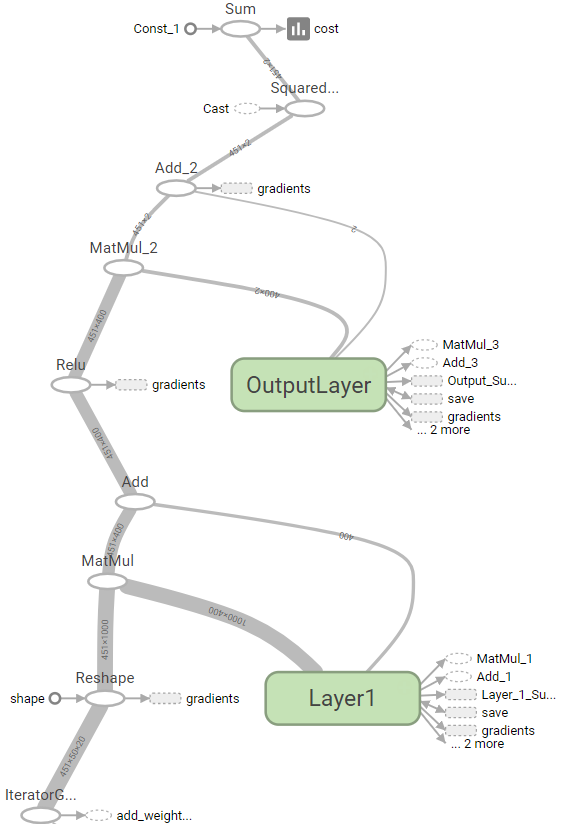 Sum
Const_1
cost
451×2
Squared...
Cast
451×2
Add_2
gradients
451×2
2
MatMul_2
400×2
451×400
MatMul_3
Relu
Add_3
gradients
OutputLayer
Output_Su...
save
gradients
... 2 more
451×400
Add
400
451×400
MatMul
1000×400
451×1000
MatMul_1
Reshape
Add_1
shape
gradients
Layer1
Layer_1_Su...
save
gradients
... 2 more
451×50×20
IteratorG...
add_weight...